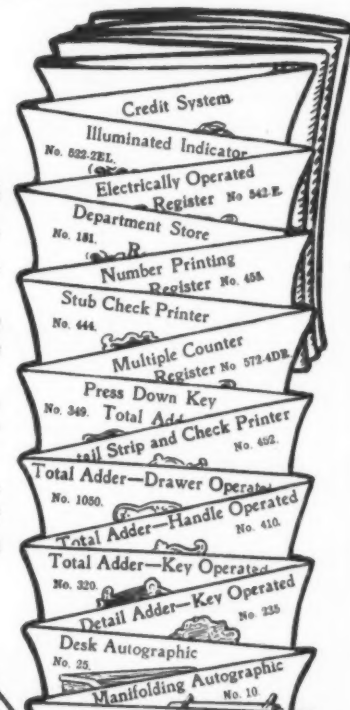 Credit System
Illuminated Indicator
No. 522-2EL.
Electrically Operated
Register No 542-E.
Department Store
No. 181.
Number Printing
Register No. 458.
Stub Check Printer
No. 444.
Multiple Counter
Register No 572-4DR.
Press Down Key
No. 349. Total Add
tail Strip and Check Printer
No. 452.
Total Adder—Drawer Operated
No. 1050.
Total Adder—Handle Operated
No. 410.
Total Adder—Key Operated
No. 320.
Detail Adder—Key Operated
No 235
Desk Autographic
No. 25.
Manifolding Autographic
No. 10.